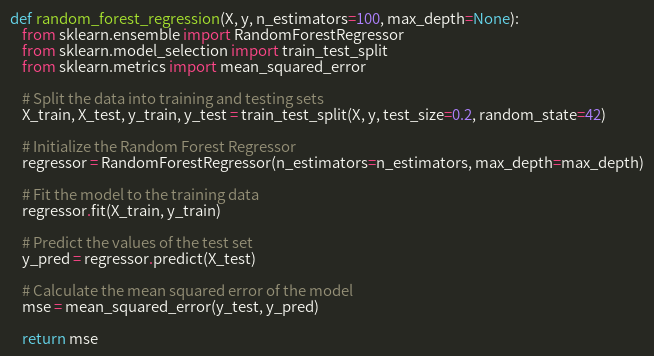 def random_forest_regression(X, y, n_estimators=100, max_depth=None):
from sklearn.ensemble import RandomForestRegressor
from sklearn.model_selection import train_test_split
from sklearn.metrics import mean_squared_error
# Split the data into training and testing sets
X_train, X_test, y_train, y_test = train_test_split(X, y, test_size=0.2, random_state=42)
# Initialize the Random Forest Regressor
regressor = RandomForestRegressor(n_estimators=n_estimators, max_depth=max_depth)
# Fit the model to the training data
regressor.fit(X_train, y_train)
# Predict the values of the test set
y_pred = regressor.predict(X_test)
# Calculate the mean squared error of the model
mse = mean_squared_error(y_test, y_pred)
return mse